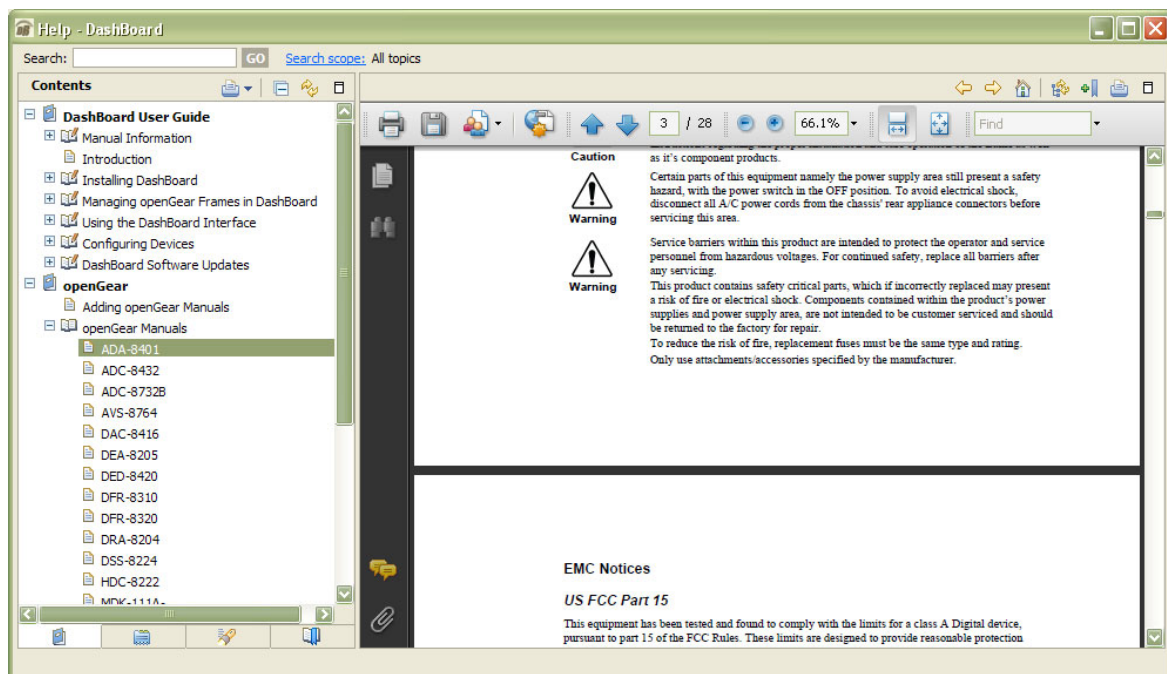 Help - DashBoard
Search: GO Search scope: All topics
Contents
DashBoard User Guide
Manual Information
Introduction
Installing DashBoard
Managing openGear Frames in DashBoard
Using the DashBoard Interface
Configuring Devices
DashBoard Software Updates
openGear
Adding openGear Manuals
openGear Manuals
ADA-8401
ADC-8432
ADC-8732B
AVS-8764
DAC-8416
DEA-8205
DED-8420
DFR-8310
DFR-8320
DRA-8204
DSS-8224
HDC-8222
MDK-111A-
3 / 28 66.1% Find
Caution
as it's component products.
Certain parts of this equipment namely the power supply area still present a safety
hazard, with the power switch in the OFF position. To avoid electrical shock,
disconnect all A/C power cords from the chassis' rear appliance connectors before
servicing this area.
Warning
Service barriers within this product are intended to protect the operator and service
personnel from hazardous voltages. For continued safety, replace all barriers after
any servicing.
Warning
This product contains safety critical parts, which if incorrectly replaced may present
a risk of fire or electrical shock. Components contained within the product's power
supplies and power supply area, are not intended to be customer serviced and should
be returned to the factory for repair.
To reduce the risk of fire, replacement fuses must be the same type and rating.
Only use attachments/accessories specified by the manufacturer.
EMC Notices
US FCC Part 15
This equipment has been tested and found to comply with the limits for a class A Digital device,
pursuant to part 15 of the FCC Rules. These limits are designed to provide reasonable protection